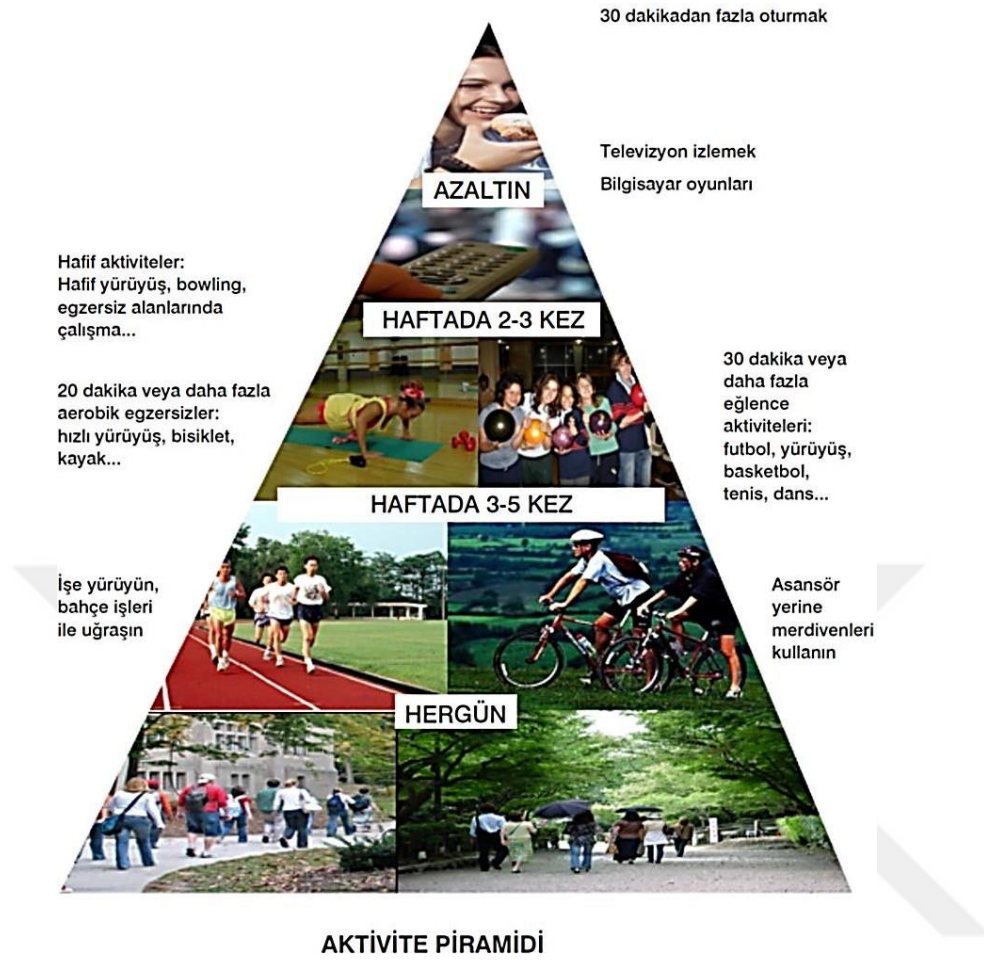 30 dakikadan fazla oturmak
Televizyon izlemek
Bilgisayar oyunları
AZALTIN
Hafif aktiviteler:
Hafif yürüyüş, bowling,
egzersiz alanlarında
çalışma...
HAFTADA 2-3 KEZ
20 dakika veya daha fazla
aerobik egzersizler:
hızlı yürüyüş, bisiklet,
kayak...
30 dakika veya
daha fazla
eğlence
aktiviteleri:
futbol, yürüyüş,
basketbol,
tenis, dans...
HAFTADA 3-5 KEZ
İşe yürüyün,
bahçe işleri
ile uğraşın
Asansör
yerine
merdivenleri
kullanın
HERGÜN
AKTİVİTE PİRAMİDİ